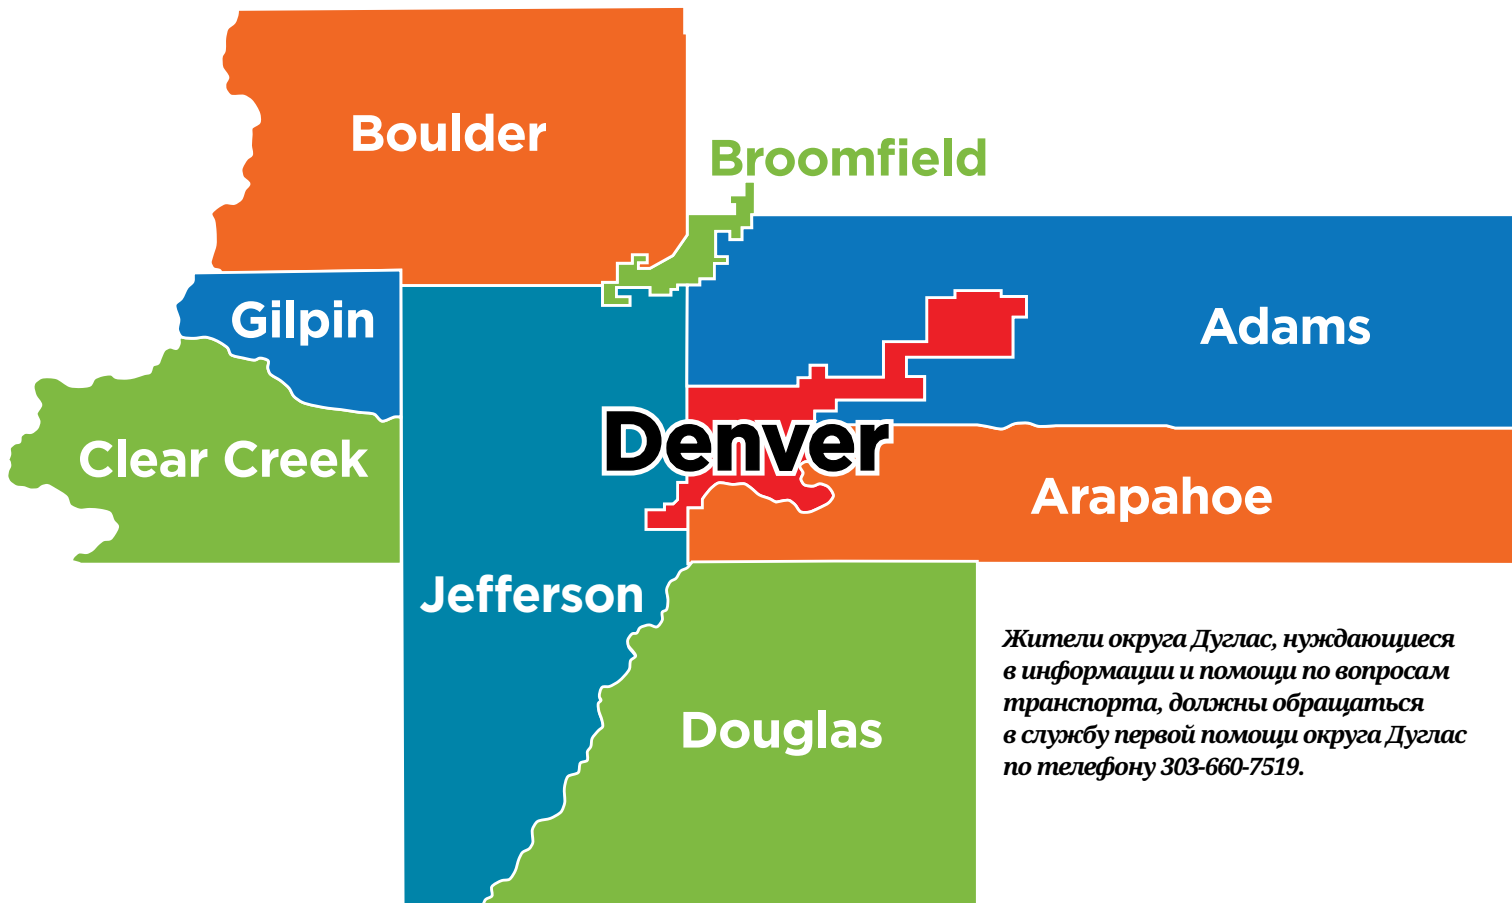 Boulder
Broomfield
Gilpin
Adams
Denver
Clear Creek
Arapahoe
Jefferson
Жители округа Дуглас, нуждающиеся
в информации и помощи по вопросам
транспорта, должны обращаться
в службу первой помощи округа Дуглас
по телефону 303-660-7519.
Douglas